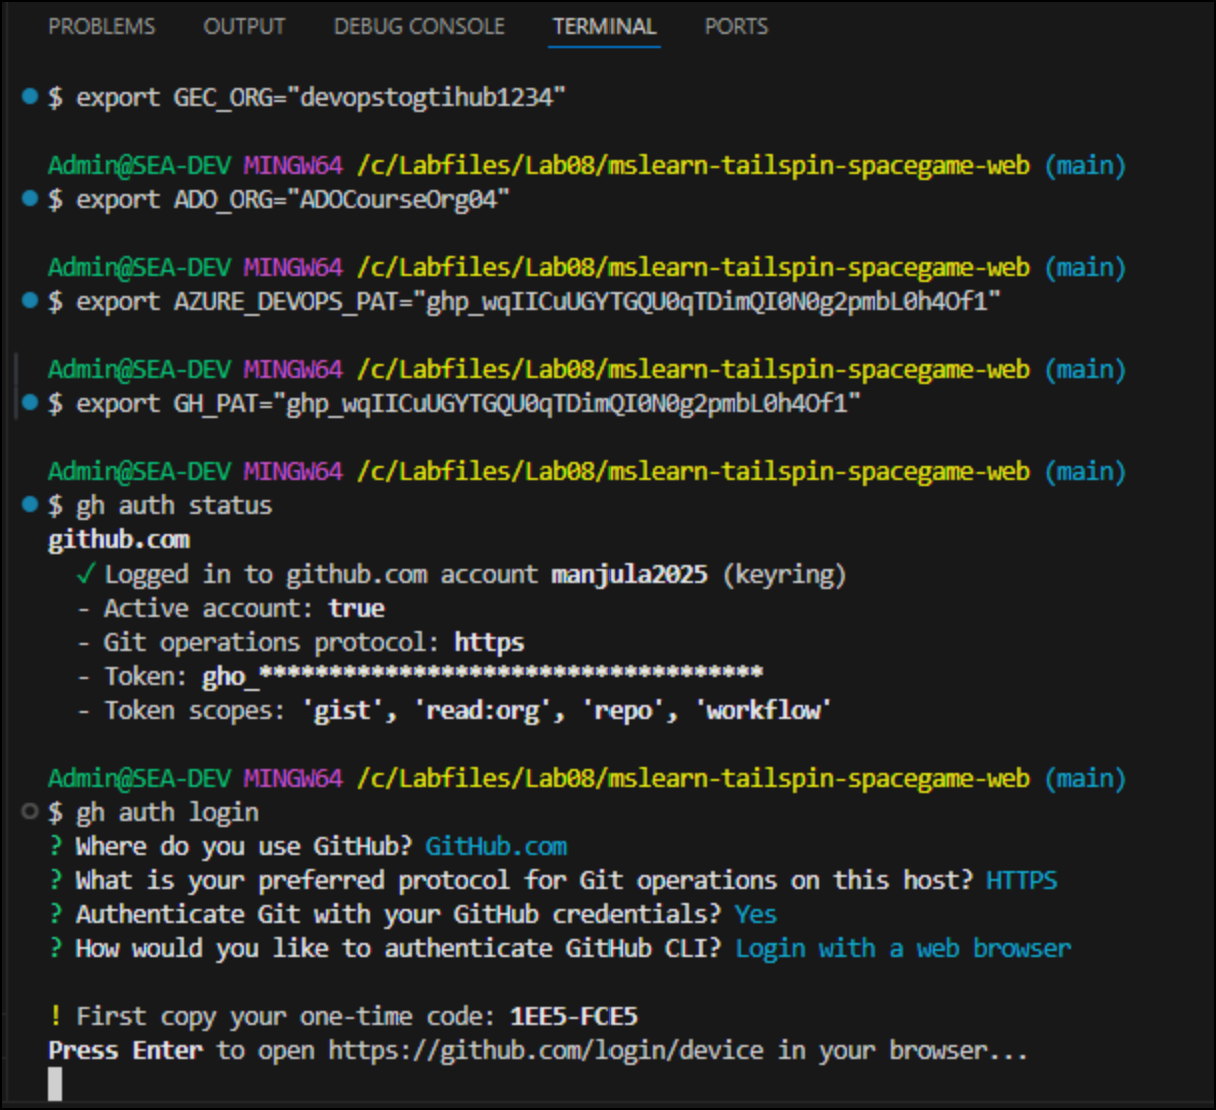 PROBLEMS OUTPUT DEBUG CONSOLE TERMINAL PORTS
$ export GEC_ORG="devopstogtihub1234"
Admin@SEA-DEV MINGW64 /c/Labfiles/Lab08/mslearn-tailspin-spacegame-web (main)
$ export ADO_ORG="ADOCourseOrg04"
Admin@SEA-DEV MINGW64 /c/Labfiles/Lab08/mslearn-tailspin-spacegame-web (main)
$ export AZURE_DEVOPS_PAT="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"
Admin@SEA-DEV MINGW64 /c/Labfiles/Lab08/mslearn-tailspin-spacegame-web (main)
$ export GH_PAT="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"
Admin@SEA-DEV MINGW64 /c/Labfiles/Lab08/mslearn-tailspin-spacegame-web (main)
$ gh auth status
github.com
✓ Logged in to github.com account manjula2025 (keyring)
- Active account: true
- Git operations protocol: https
- Token: gho_************************************
- Token scopes: 'gist', 'read:org', 'repo', 'workflow'
Admin@SEA-DEV MINGW64 /c/Labfiles/Lab08/mslearn-tailspin-spacegame-web (main)
$ gh auth login
? Where do you use GitHub? GitHub.com
? What is your preferred protocol for Git operations on this host? HTTPS
? Authenticate Git with your GitHub credentials? Yes
? How would you like to authenticate GitHub CLI? Login with a web browser
! First copy your one-time code: 1EE5-FCE5
Press Enter to open https://github.com/login/device in your browser...